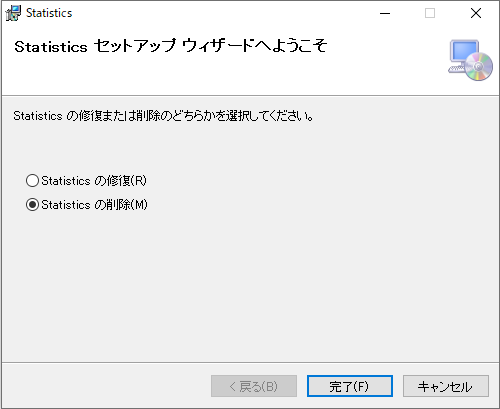 Statistics
Statistics セットアップ ウィザードへようこそ
Statistics の修復または削除のどちらかを選択してください。
Statistics の修復(R)
Statistics の削除(M)
< 戻る(B)
完了(F)
キャンセル